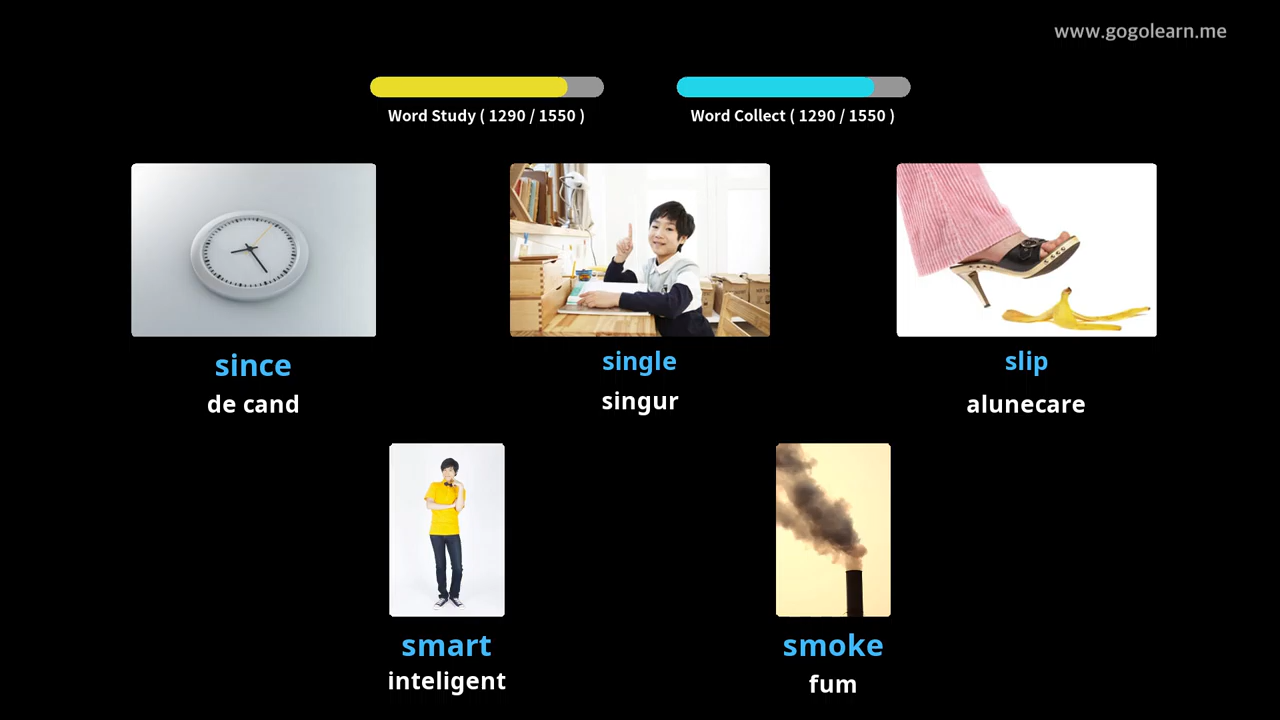 www.gogolearn.me
Word Study ( 1290 / 1550 )
Word Collect ( 1290 / 1550 )
since
de cand
single
singur
slip
alunecare
smart
inteligent
smoke
fum